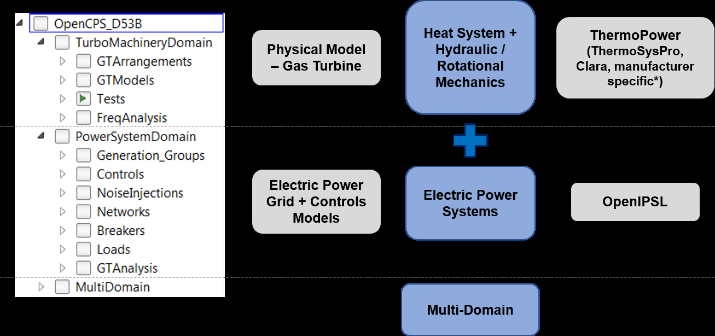 OpenCPS_D53B
TurboMachineryDomain
GTArrangements
GTModels
Tests
FreqAnalysis
PowerSystemDomain
Generation_Groups
Controls
NoiseInjections
Networks
Breakers
Loads
GTAnalysis
MultiDomain
Physical Model
– Gas Turbine
Heat System +
Hydraulic /
Rotational
Mechanics
ThermoPower
(ThermoSysPro,
Clara, manufacturer
specific*)
Electric Power
Grid + Controls
Models
Electric Power
Systems
OpenIPSL
Multi-Domain